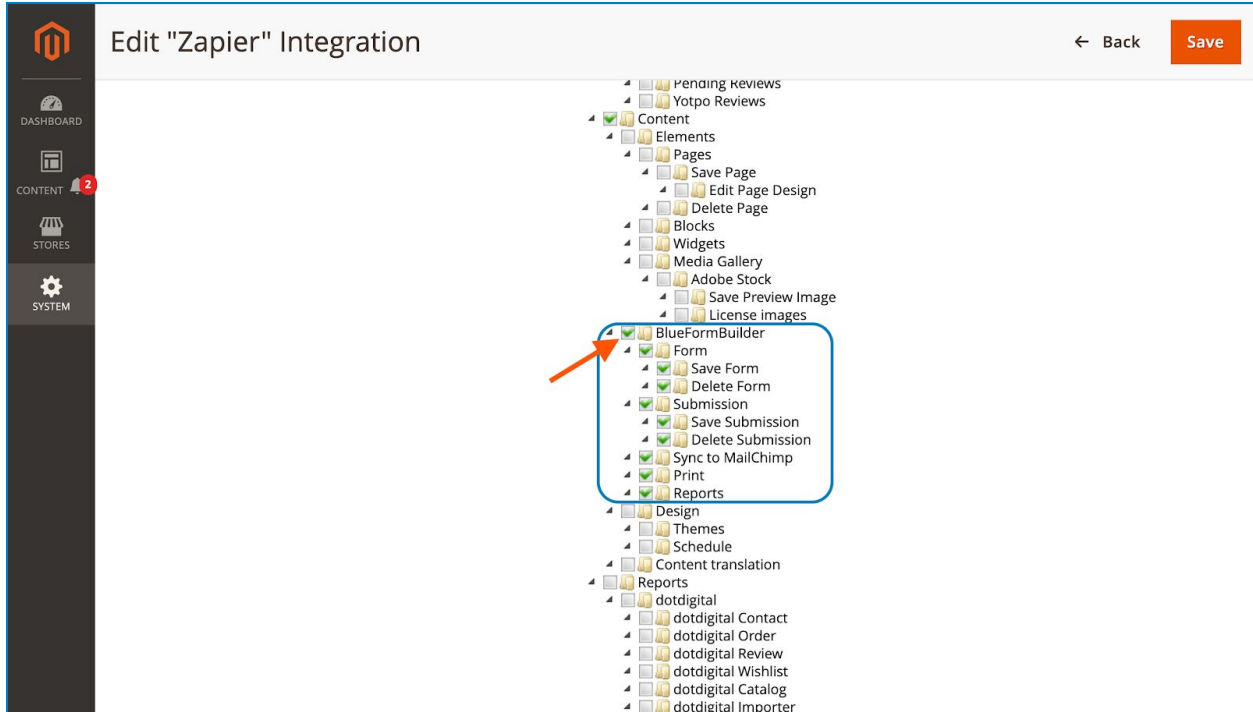 Edit "Zapier" Integration
← Back
Save
DASHBOARD
CONTENT
2
STORES
SYSTEM
Pending Reviews
Yotpo Reviews
Content
Elements
Pages
Save Page
Edit Page Design
Delete Page
Blocks
Widgets
Media Gallery
Adobe Stock
Save Preview Image
License images
BlueFormBuilder
Form
Save Form
Delete Form
Submission
Save Submission
Delete Submission
Sync to MailChimp
Print
Reports
Design
Themes
Schedule
Content translation
Reports
dotdigital
dotdigital Contact
dotdigital Order
dotdigital Review
dotdigital Wishlist
dotdigital Catalog
dotdigital Importer